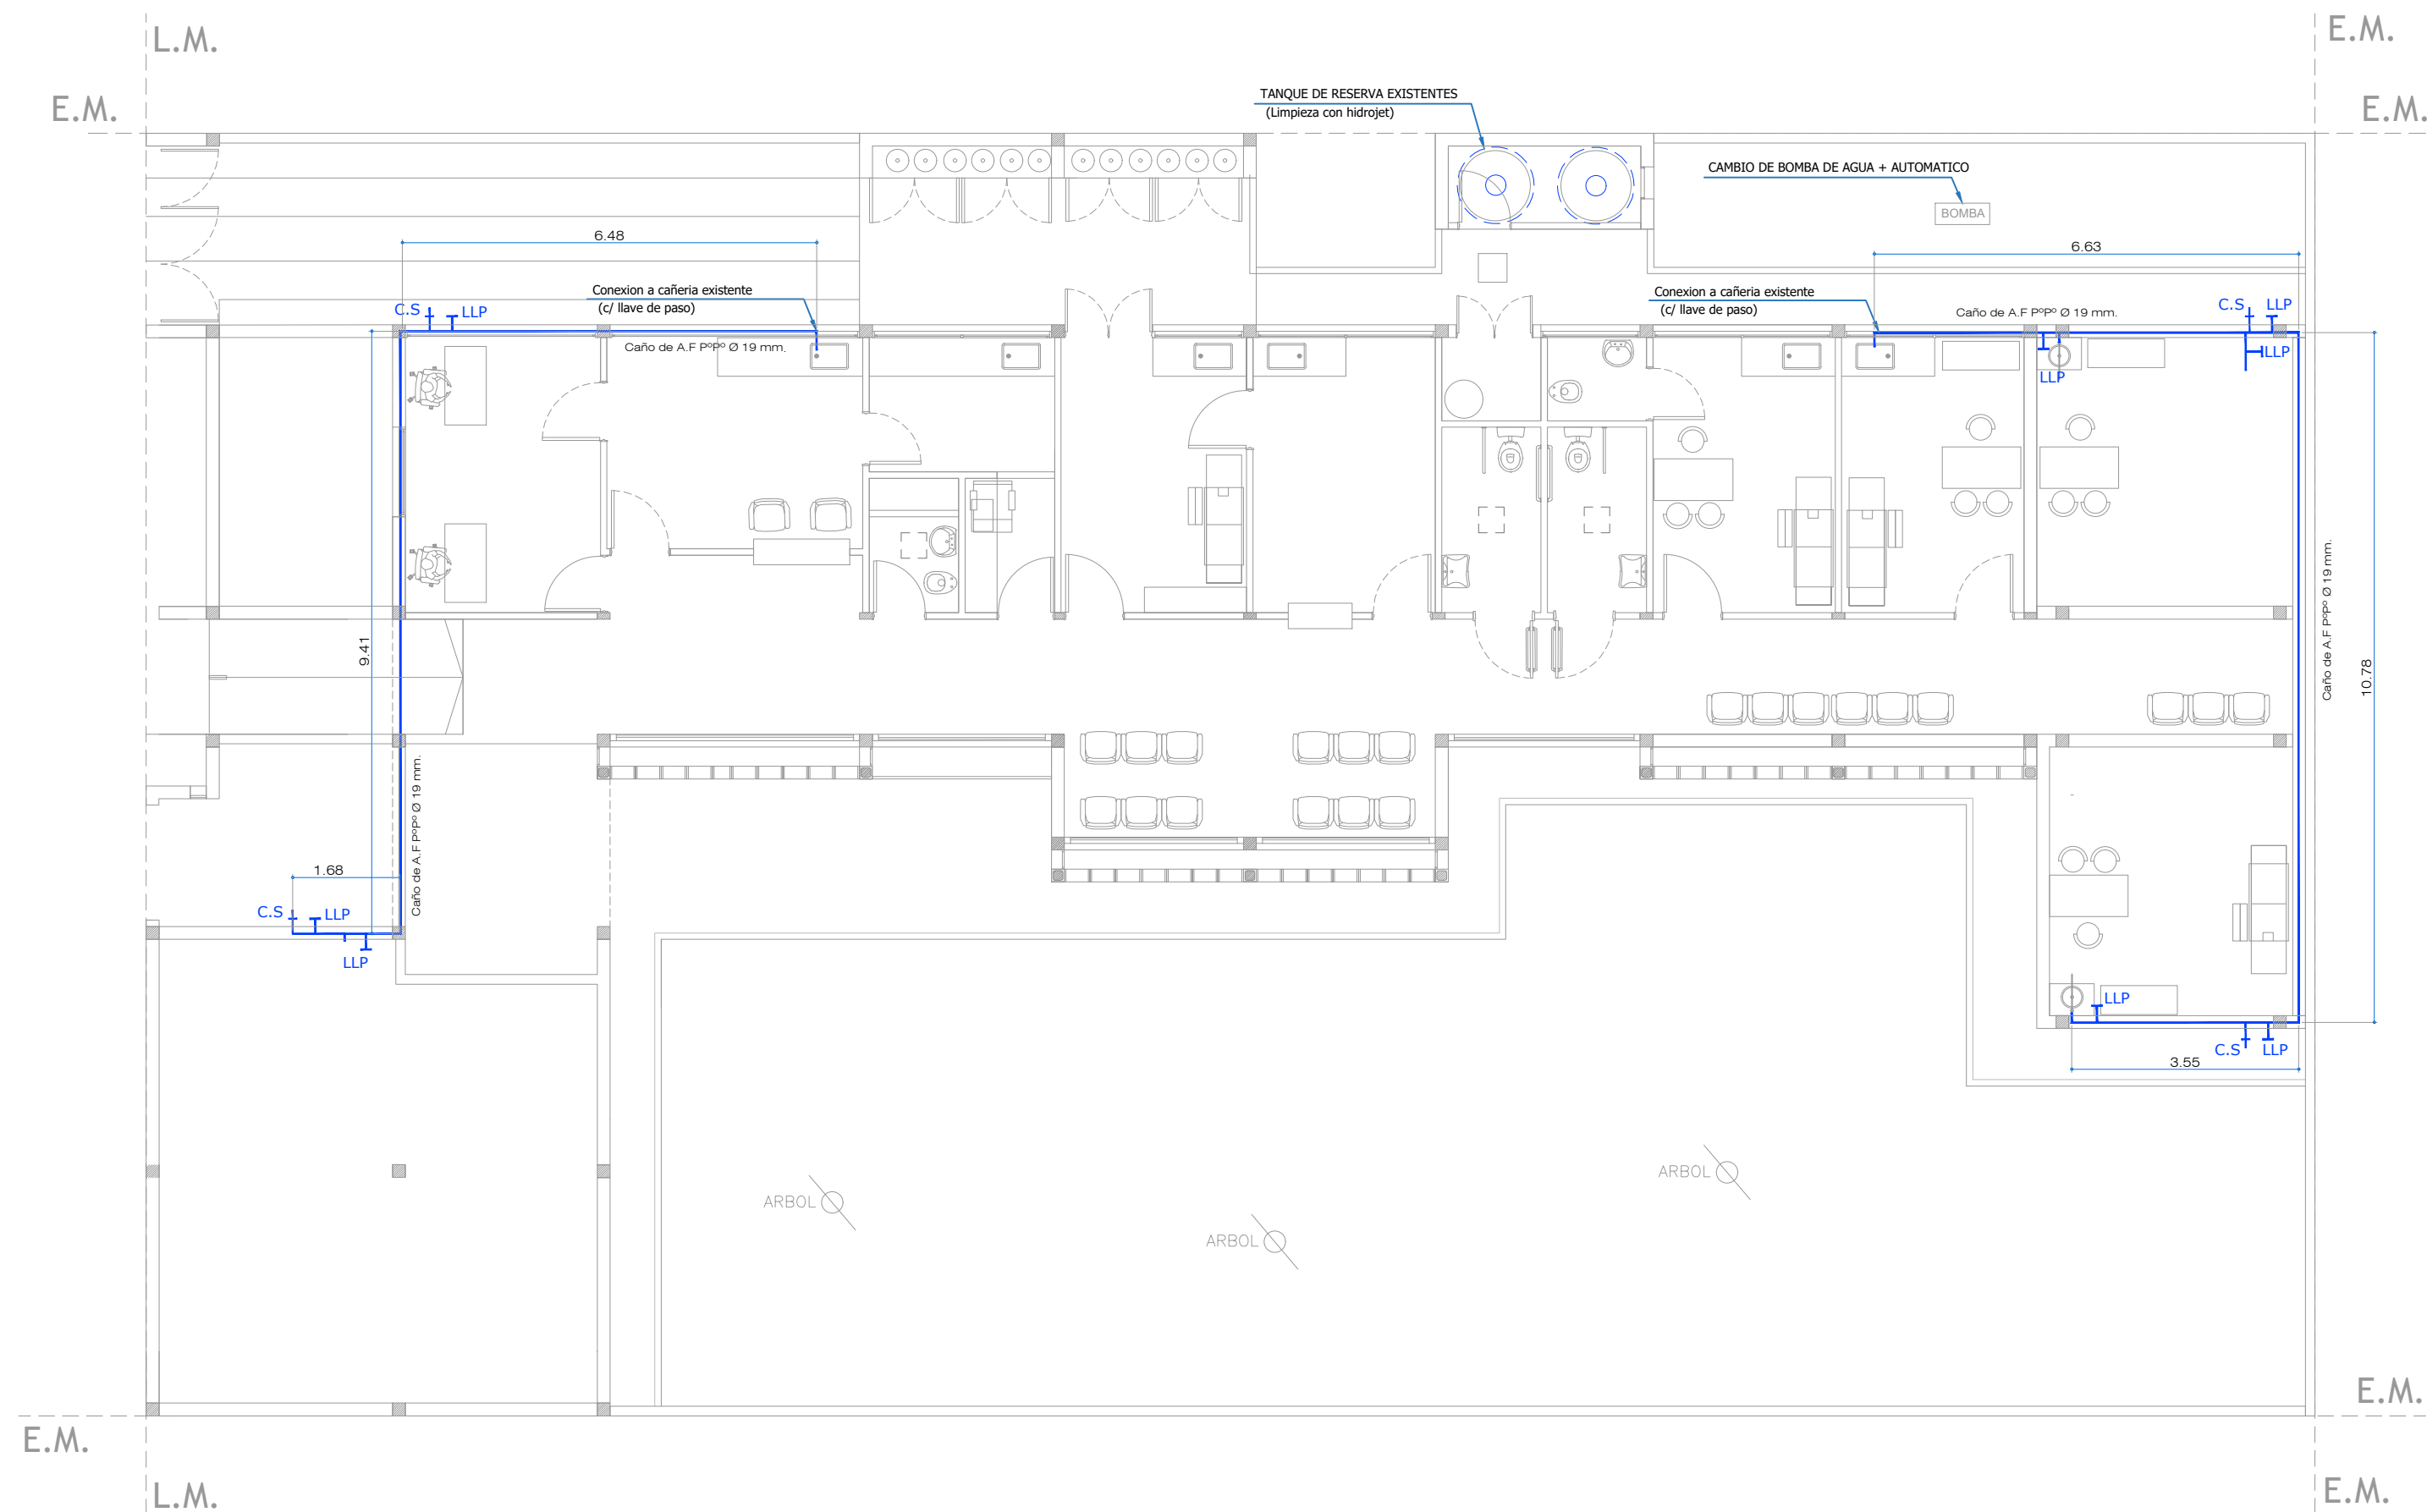 L.M.
E.M.
E.M.
E.M.
TANQUE DE RESERVA EXISTENTES
(Limpieza con hidrojet)
CAMBIO DE BOMBA DE AGUA + AUTOMATICO
BOMBA
6.48
6.63
Conexion a cañeria existente
(c/ llave de paso)
Conexion a cañeria existente
(c/ llave de paso)
C.S
LLP
C.S
LLP
Caño de A.F PºPº Ø 19 mm.
Caño de A.F PºPº Ø 19 mm.
LLP
LLP
9.41
Caño de A.F PºPº Ø 19 mm.
10.78
Caño de A.F PºPº Ø 19 mm.
1.68
C.S
LLP
LLP
LLP
C.S
LLP
3.55
ARBOL
ARBOL
ARBOL
E.M.
E.M.
L.M.
E.M.